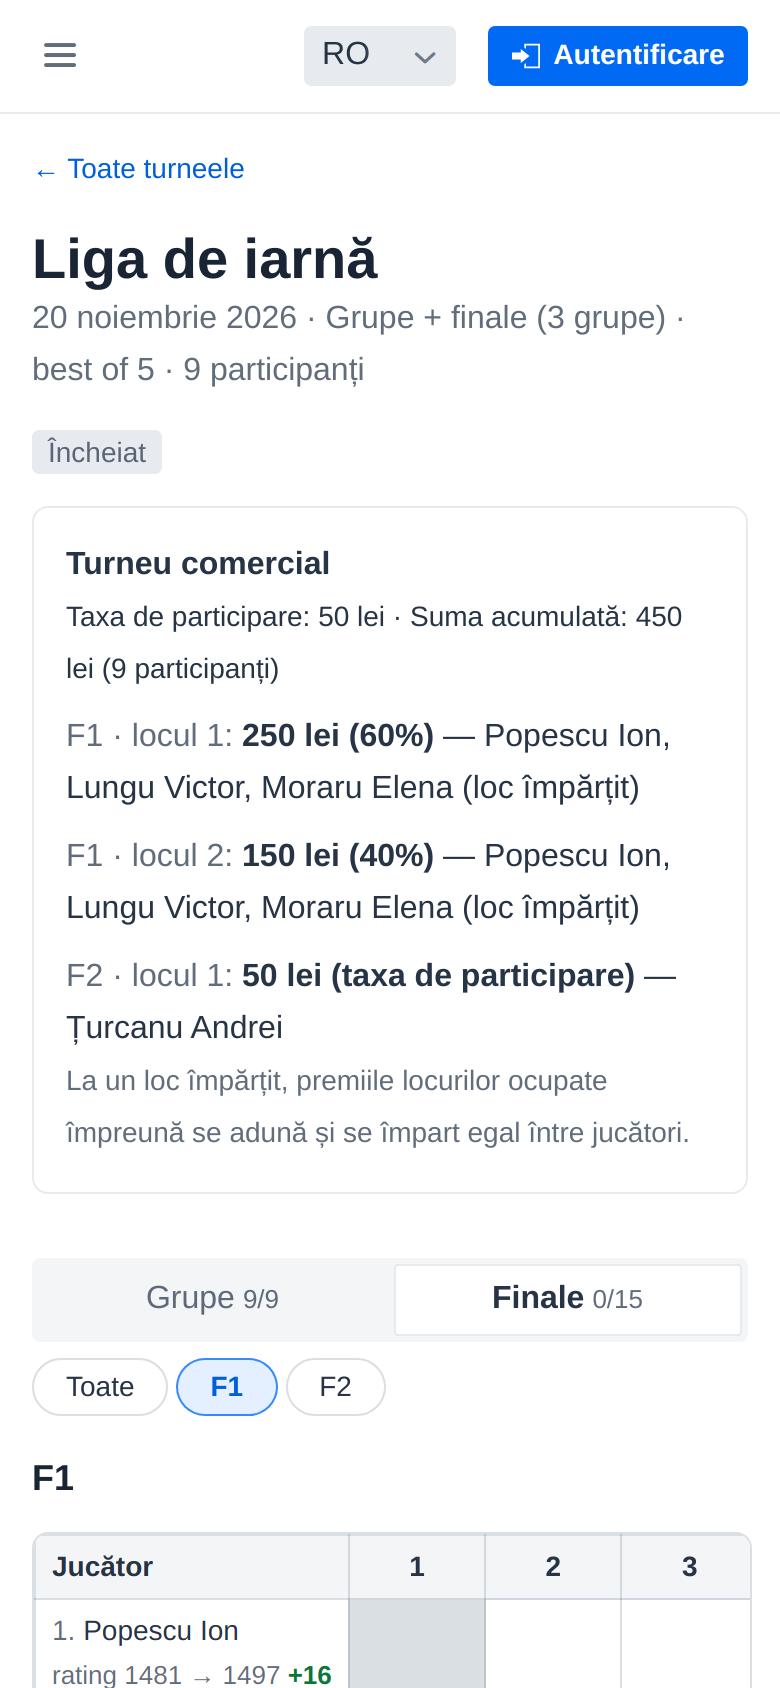 RO
Autentificare
← Toate turneele
Liga de iarnă
20 noiembrie 2026 · Grupe + finale (3 grupe) ·
best of 5 · 9 participanți
Încheiat
Turneu comercial
Taxa de participare: 50 lei · Suma acumulată: 450
lei (9 participanți)
F1 · locul 1: 250 lei (60%) — Popescu Ion,
Lungu Victor, Moraru Elena (loc împărțit)
F1 · locul 2: 150 lei (40%) — Popescu Ion,
Lungu Victor, Moraru Elena (loc împărțit)
F2 · locul 1: 50 lei (taxa de participare) —
Țurcanu Andrei
La un loc împărțit, premiile locurilor ocupate
împreună se adună și se împart egal între jucători.
Grupe 9/9 Finale 0/15
Toate F1 F2
F1
Jucător 1 2 3
1. Popescu Ion
rating 1481 → 1497 +16